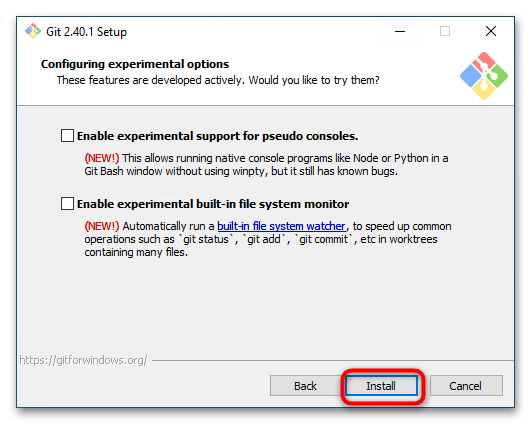 Git 2.40.1 Setup
Configuring experimental options
These features are developed actively. Would you like to try them?
Enable experimental support for pseudo consoles.
(NEW!) This allows running native console programs like Node or Python in a
Git Bash window without using winpty, but it still has known bugs.
Enable experimental built-in file system monitor
(NEW!) Automatically run a built-in file system watcher, to speed up common
operations such as `git status`, `git add`, `git commit`, etc in worktrees
containing many files.
https://gitforwindows.org/
Back Install Cancel